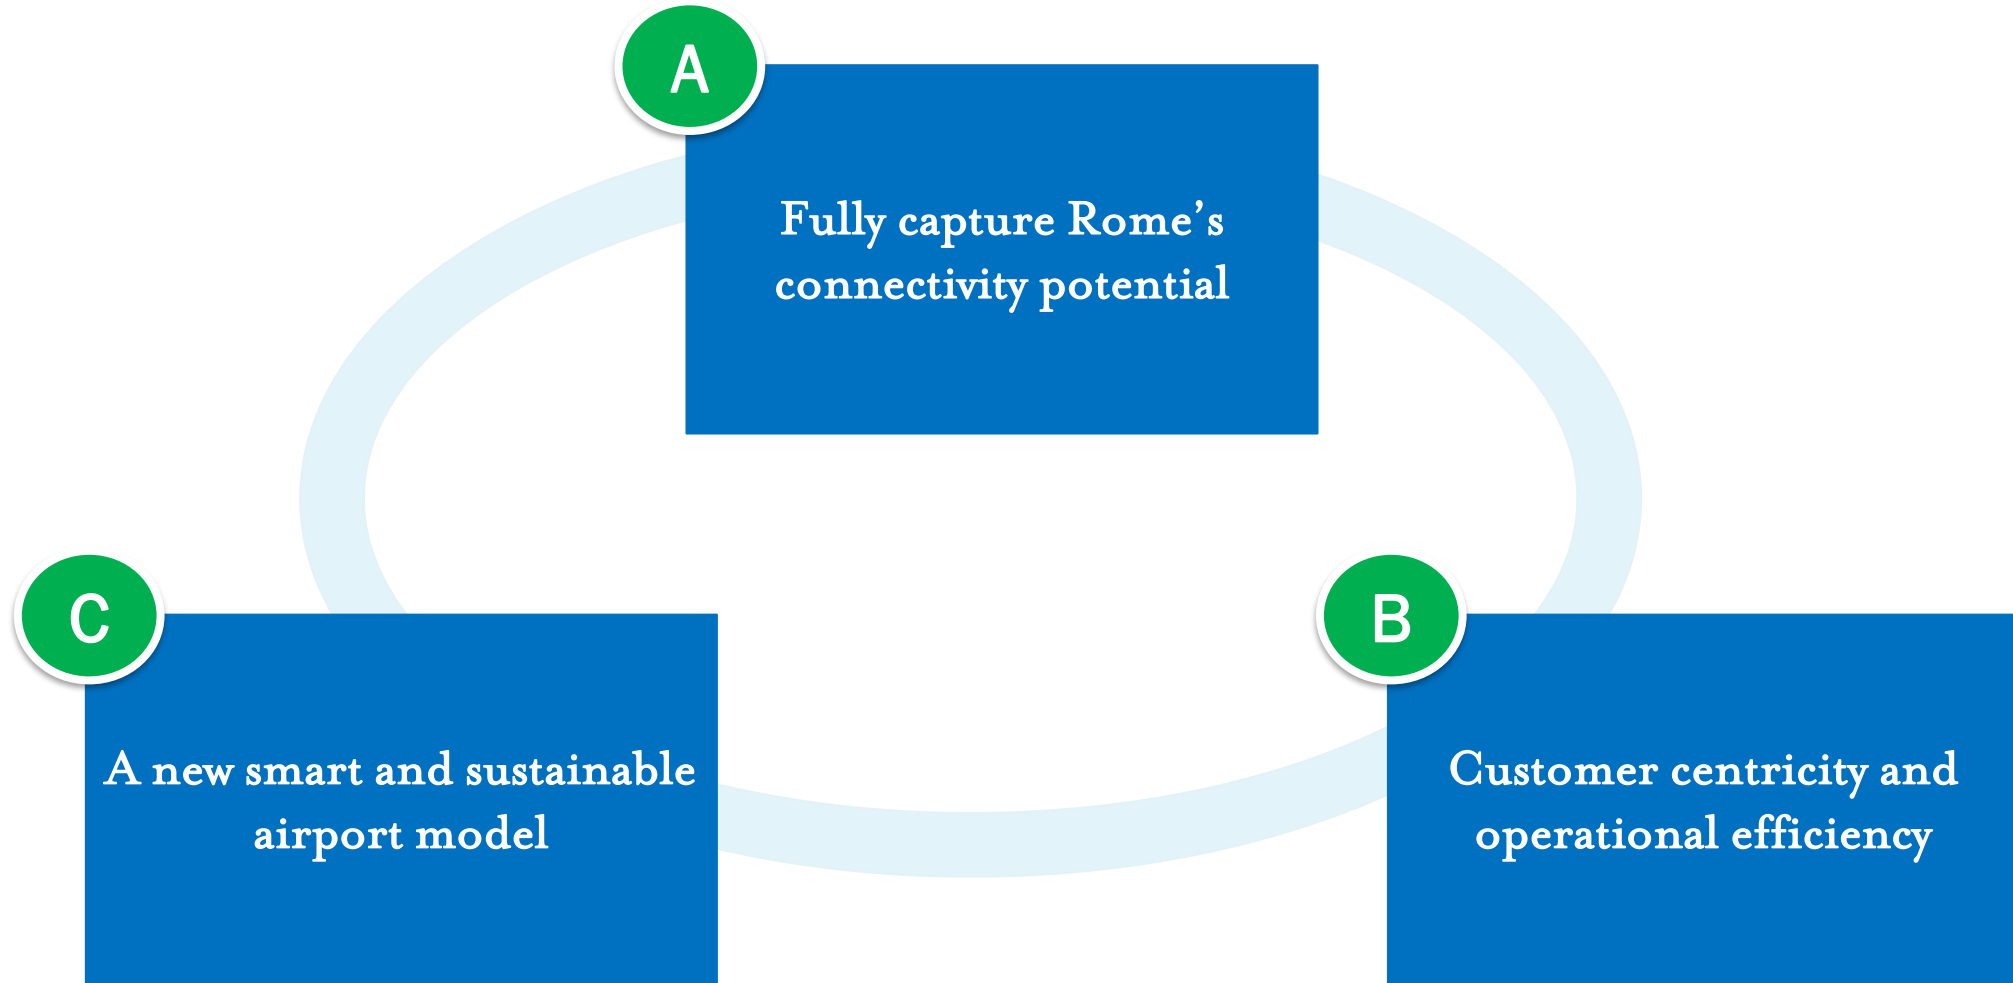 A
Fully capture Rome’s
connectivity potential
B
Customer centricity and
operational efficiency
C
A new smart and sustainable
airport model